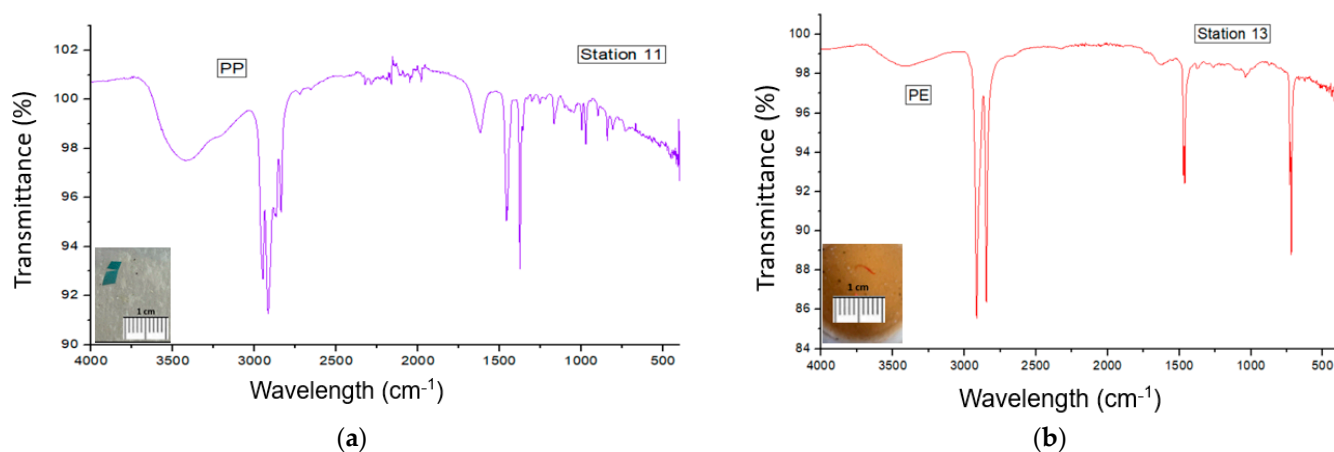 PP
Station 11
Transmittance (%)
102
100
98
96
94
92
90
1 cm
4000 3500 3000 2500 2000 1500 1000 500
Wavelength (cm-1)
(a)
PE
Station 13
Transmittance (%)
100
98
96
94
92
90
88
86
84
1 cm
4000 3500 3000 2500 2000 1500 1000 500
Wavelength (cm-1)
(b)